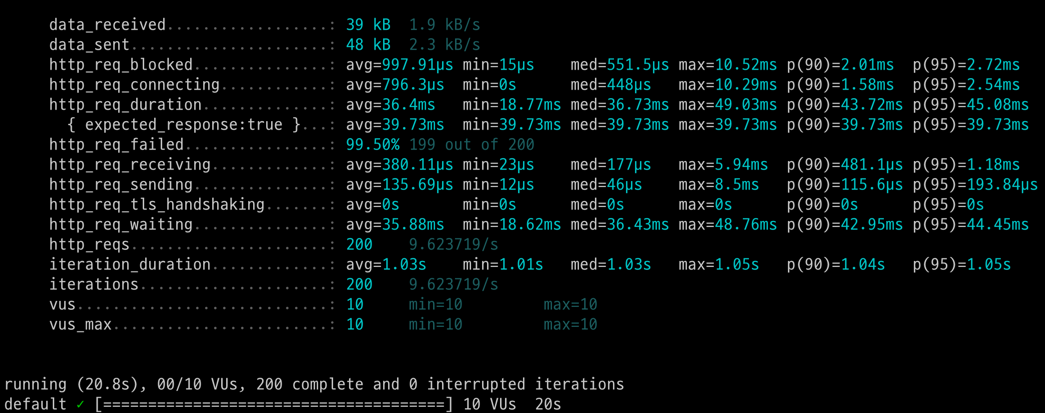 data_received..................: 39 kB  1.9 kB/s
data_sent......................: 48 kB  2.3 kB/s
http_req_blocked...............: avg=997.91µs min=15µs    med=551.5µs max=10.52ms p(90)=2.01ms  p(95)=2.72ms
http_req_connecting............: avg=796.3µs  min=0s      med=448µs   max=10.29ms p(90)=1.58ms  p(95)=2.54ms
http_req_duration..............: avg=36.4ms   min=18.77ms med=36.73ms max=49.03ms p(90)=43.72ms p(95)=45.08ms
{ expected_response:true }...: avg=39.73ms  min=39.73ms med=39.73ms max=39.73ms p(90)=39.73ms p(95)=39.73ms
http_req_failed................: 99.50% 199 out of 200
http_req_receiving.............: avg=380.11µs min=23µs    med=177µs   max=5.94ms  p(90)=481.1µs p(95)=1.18ms
http_req_sending...............: avg=135.69µs min=12µs    med=46µs    max=8.5ms   p(90)=115.6µs p(95)=193.84µs
http_req_tls_handshaking.......: avg=0s       min=0s      med=0s      max=0s      p(90)=0s      p(95)=0s
http_req_waiting...............: avg=35.88ms  min=18.62ms med=36.43ms max=48.76ms p(90)=42.95ms p(95)=44.45ms
http_reqs......................: 200    9.623719/s
iteration_duration.............: avg=1.03s    min=1.01s   med=1.03s   max=1.05s   p(90)=1.04s   p(95)=1.05s
iterations.....................: 200    9.623719/s
vus............................: 10     min=10         max=10
vus_max........................: 10     min=10         max=10
running (20.8s), 00/10 VUs, 200 complete and 0 interrupted iterations
default ✓ [======================================] 10 VUs  20s